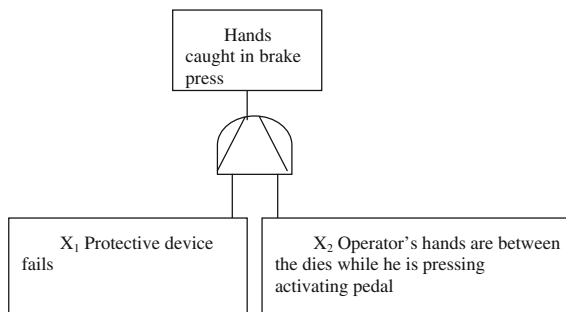 Hands
caught in brake
press
X₁ Protective device
fails
X₂ Operator's hands are between
the dies while he is pressing
activating pedal